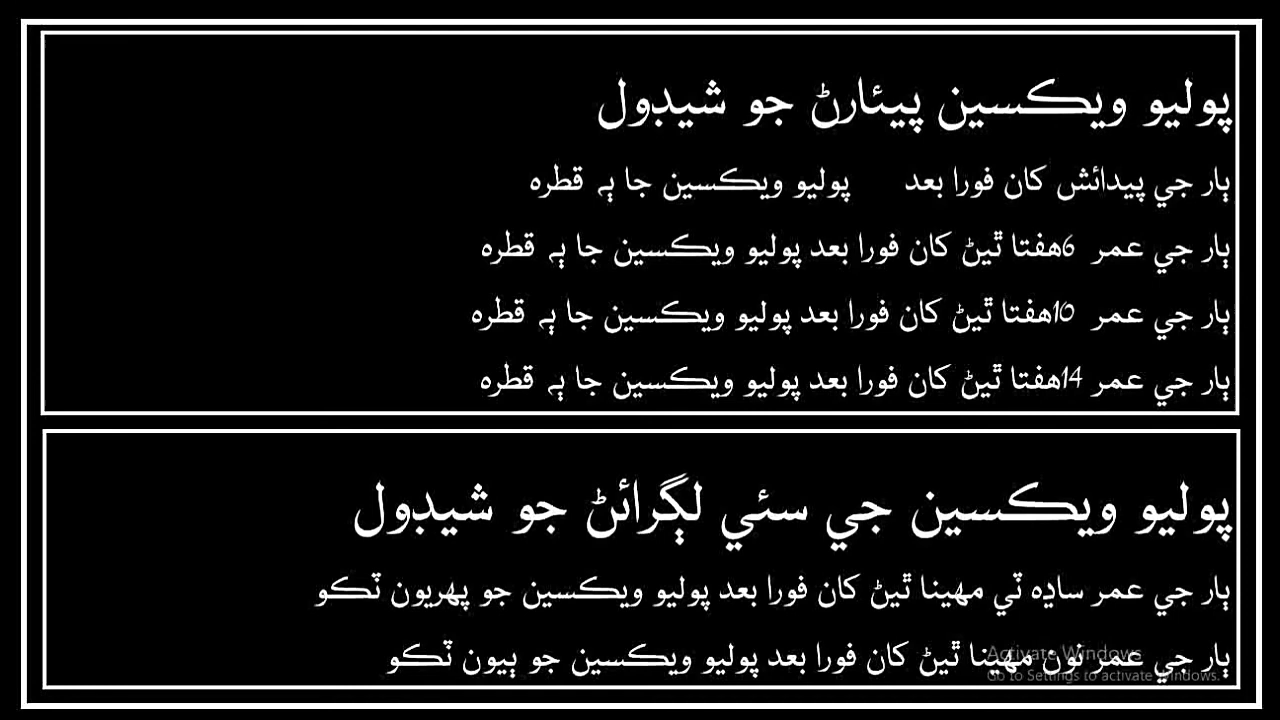 پوليو ويڪسين پيئارڻ جو شيڊول
ٻار جي پيدائش کان فورا بعد پوليو ويڪسين جا ٻه قطره
ٻار جي عمر 6هفتا ٿيڻ کان فورا بعد پوليو ويڪسين جا ٻه قطره
ٻار جي عمر 10هفتا ٿيڻ کان فورا بعد پوليو ويڪسين جا ٻه قطره
ٻار جي عمر 14هفتا ٿيڻ کان فورا بعد پوليو ويڪسين جا ٻه قطره
پوليو ويڪسين جي سئي لڳرائڻ جو شيڊول
ٻار جي عمر ساڍه ٽي مهينا ٿيڻ کان فورا بعد پوليو ويڪسين جو پهريون ٽڪو
ٻار جي عمر نون مهينا ٿيڻ کان فورا بعد پوليو ويڪسين جو ٻيون ٽڪو
Activate Windows
Go to Settings to activate Windows.